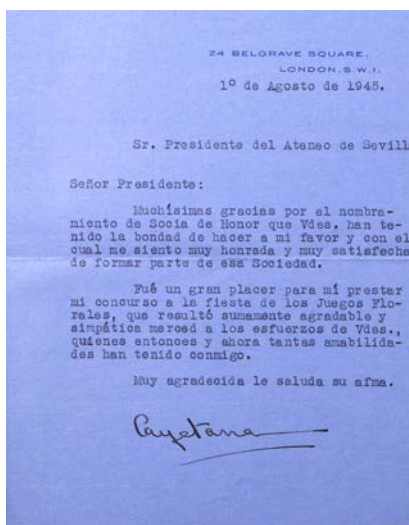 24 BELGRAVE SQUARE,
LONDON, S.W.1.
1º de Agosto de 1945.
Sr. Presidente del Ateneo de Sevill
Señor Presidente:
Muchísimas gracias por el nombra-
miento de Socia de Honor que Vdes. han te-
nido la bondad de hacer a mi favor y con el
cual me siento muy honrada y muy satisfecha
de formar parte de esa Sociedad.
Fué un gran placer para mí prestar
mi concurso a la fiesta de los Juegos Flo-
rales, que resultó sumamente agradable y
simpática merced a los esfuerzos de Vdes.,
quienes entonces y ahora tantas amabilida-
des han tenido conmigo.
Muy agradecida le saluda su afma.
Cayetana